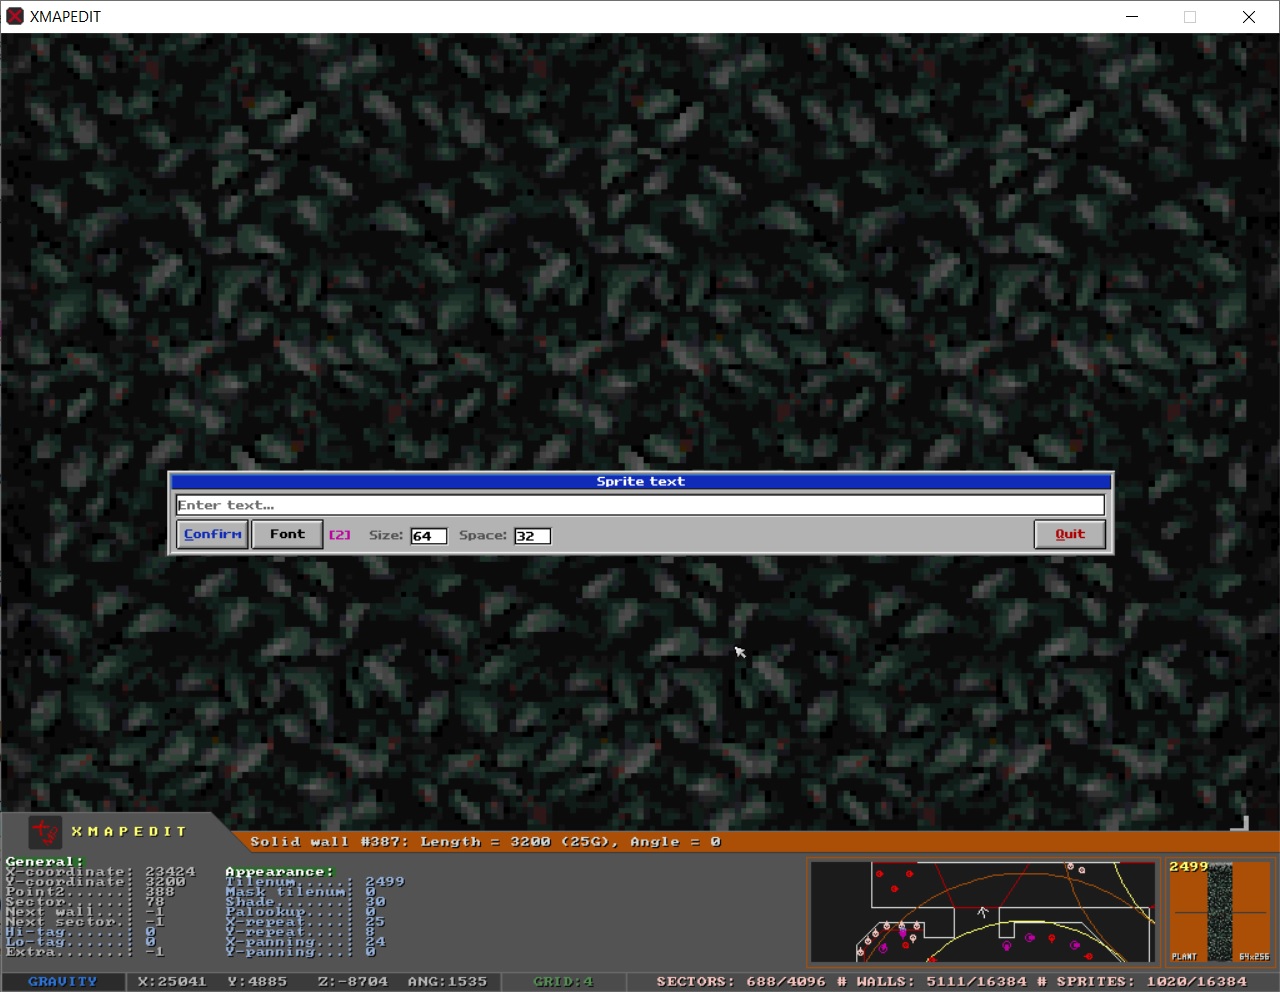 XMAPEDIT
Sprite text
Enter text...
Confirm Font [2] Size: 64 Space: 32 Quit
XMAPEDIT
Solid wall #387: Length = 3200 (25G), Angle = 0
General:
X-coordinate: 23424
Y-coordinate: 3200
Point2......: 388
Sector......: 78
Next wall...: -1
Next sector.: -1
Hi-tag......: 0
Lo-tag......: 0
Extra.......: -1
Appearance:
Tilenum.....: 2499
Mask tilenum: 0
Shade.......: 30
Palookup....: 0
X-repeat....: 25
Y-repeat....: 8
X-panning...: 24
Y-panning...: 0
2499
PLANT 64x256
GRAVITY X:25041 Y:4885 Z:-8704 ANG:1535 GRID:4 SECTORS: 688/4096 # WALLS: 5111/16384 # SPRITES: 1020/16384